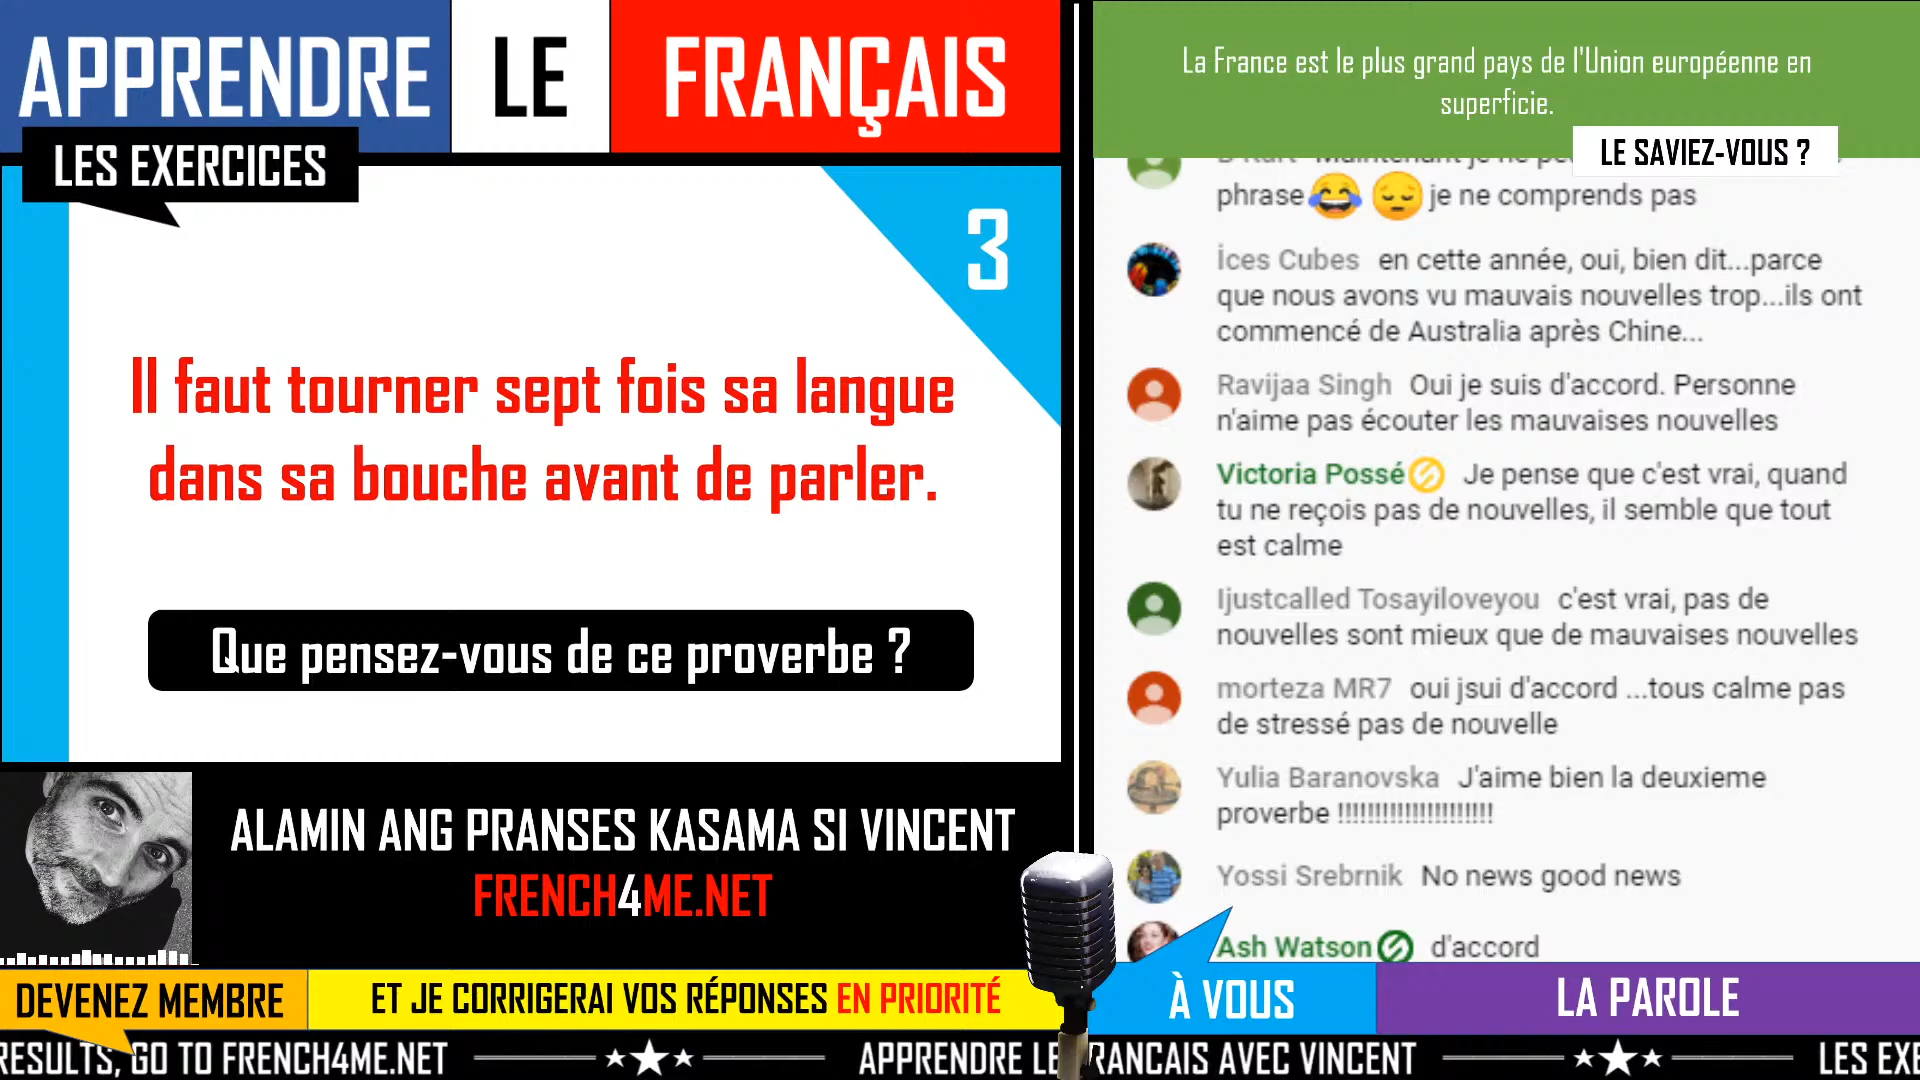 APPRENDRE LE FRANÇAIS
LES EXERCICES
3
Il faut tourner sept fois sa langue
dans sa bouche avant de parler.
Que pensez-vous de ce proverbe ?
ALAMIN ANG PRANSES KASAMA SI VINCENT
FRENCH4ME.NET
DEVENEZ MEMBRE
ET JE CORRIGERAI VOS RÉPONSES EN PRIORITÉ
La France est le plus grand pays de l'Union européenne en
superficie.
LE SAVIEZ-VOUS ?
Maintenant je ne
phrase😂😔 je ne comprends pas
İces Cubes en cette année, oui, bien dit...parce
que nous avons vu mauvais nouvelles trop...ils ont
commencé de Australia après Chine...
Ravijaa Singh Oui je suis d'accord. Personne
n'aime pas écouter les mauvaises nouvelles
Victoria Possé Je pense que c'est vrai, quand
tu ne reçois pas de nouvelles, il semble que tout
est calme
Ijustcalled Tosayiloveyou c'est vrai, pas de
nouvelles sont mieux que de mauvaises nouvelles
morteza MR7 oui jsui d'accord ...tous calme pas
de stressé pas de nouvelle
Yulia Baranovska J'aime bien la deuxieme
proverbe !!!!!!!!!!!!!!!!!!!!!!
Yossi Srebrnik No news good news
Ash Watson d'accord
À VOUS
LA PAROLE
RESULTS, GO TO FRENCH4ME.NET ★★★ APPRENDRE LE FRANCAIS AVEC VINCENT ★★★ LES EXE